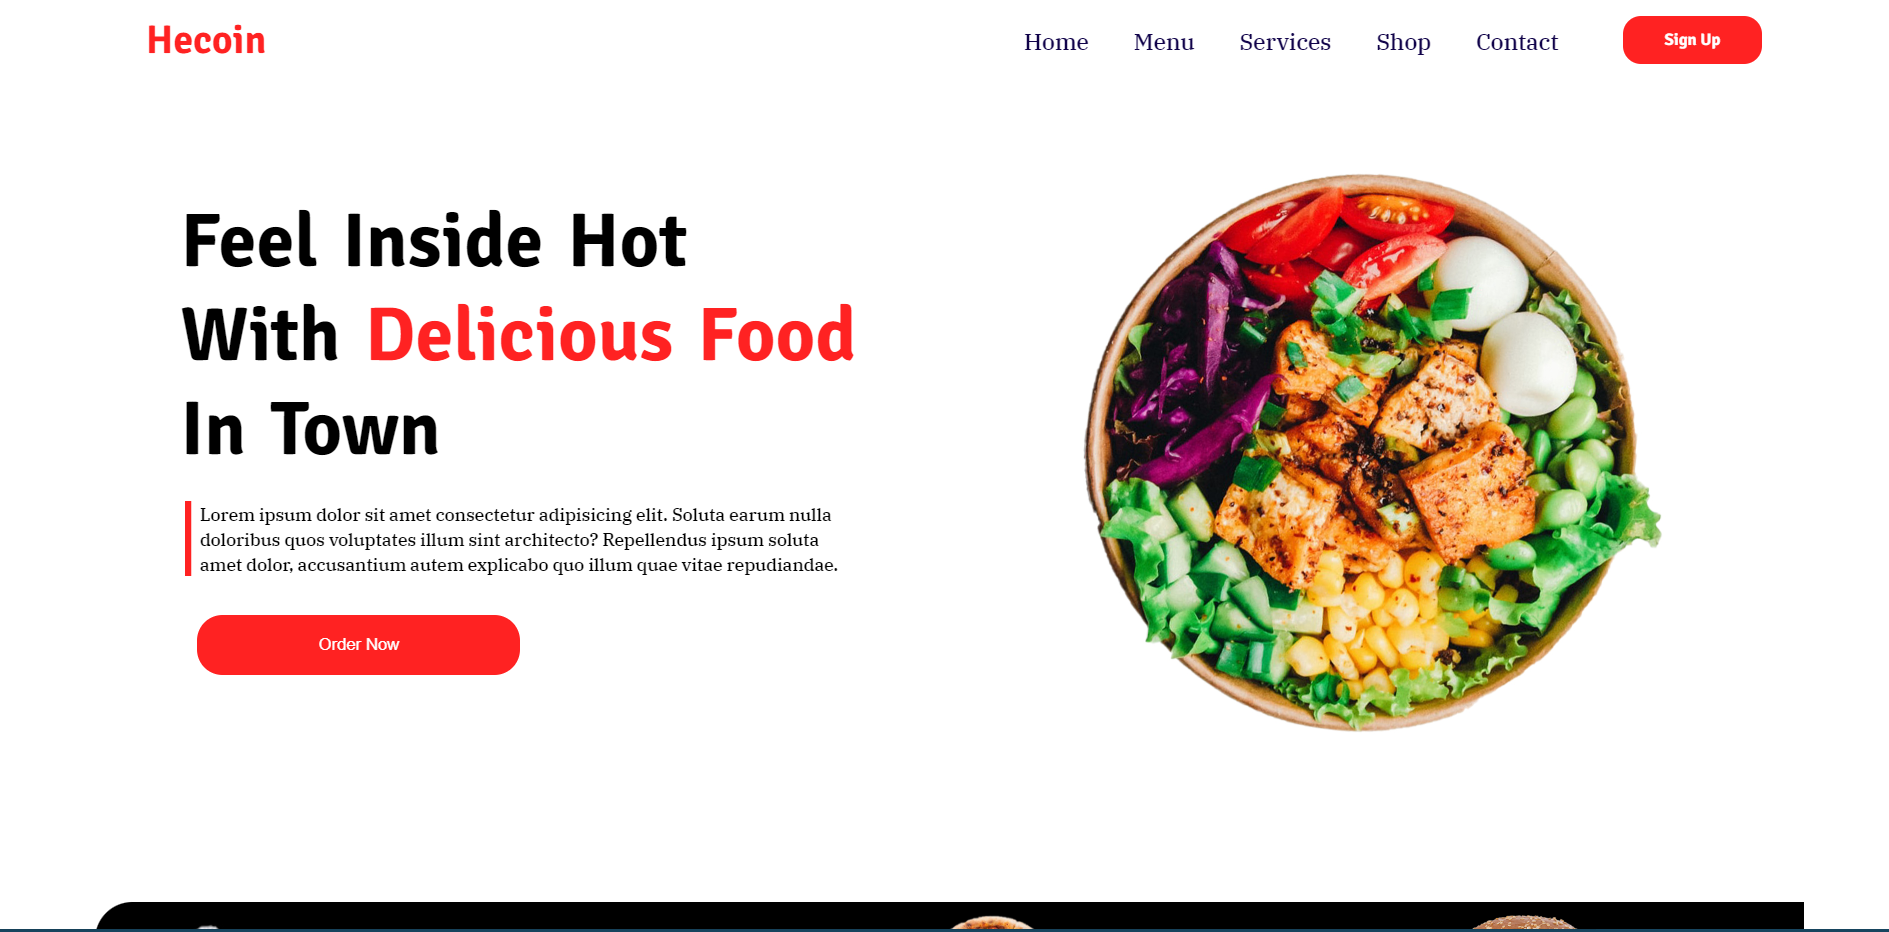 Hecoin
Home Menu Services Shop Contact
Sign Up
Feel Inside Hot
With Delicious Food
In Town
Lorem ipsum dolor sit amet consectetur adipisicing elit. Soluta earum nulla
doloribus quos voluptates illum sint architecto? Repellendus ipsum soluta
amet dolor, accusantium autem explicabo quo illum quae vitae repudiandae.
Order Now